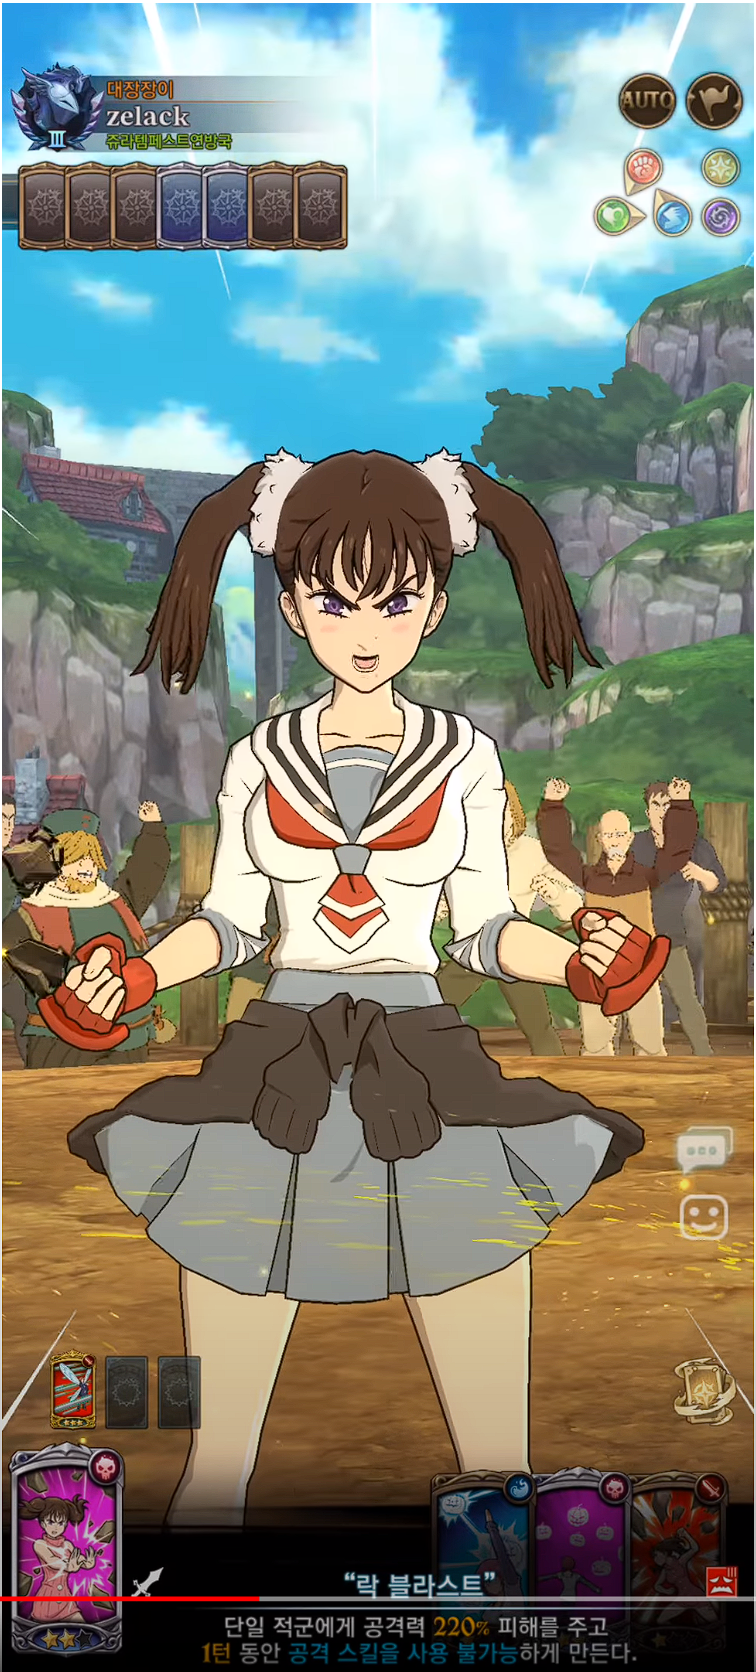 대장장이
zelack
III
쥬라템페스트연방국
AUTO
“락 블라스트”
단일 적군에게 공격력 220% 피해를 주고
1턴 동안 공격 스킬을 사용 불가능하게 만든다.